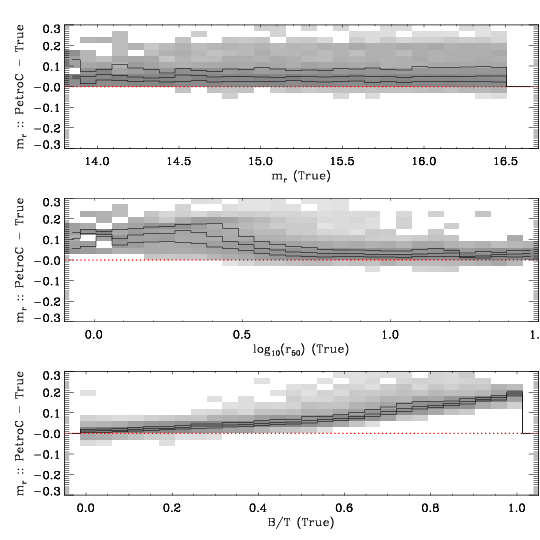 0.3
0.2
0.1
-0.0
-0.1
-0.2
-0.3
m_r :: PetroC - True
14.0 14.5 15.0 15.5 16.0 16.5
m_r (True)
0.3
0.2
0.1
-0.0
-0.1
-0.2
-0.3
m_r :: PetroC - True
0.0 0.5 1.0 1.
log_10(r_50) (True)
0.3
0.2
0.1
-0.0
-0.1
-0.2
-0.3
m_r :: PetroC - True
0.0 0.2 0.4 0.6 0.8 1.0
B/T (True)